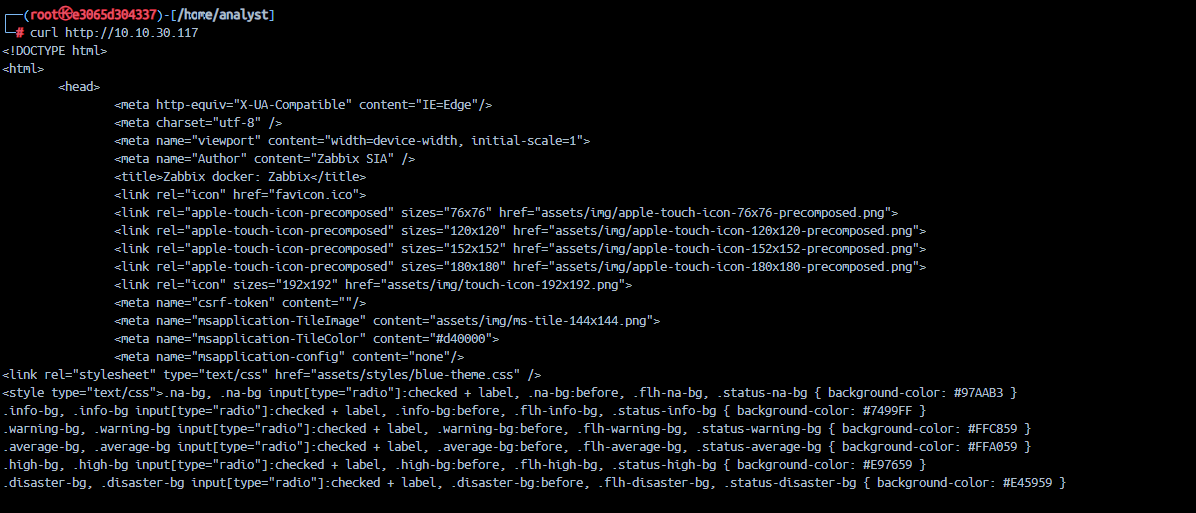 ┌──(root㉿e3065d304337)-[/home/analyst]
└─# curl http://10.10.30.117
<!DOCTYPE html>
<html>
        <head>
                <meta http-equiv="X-UA-Compatible" content="IE=Edge"/>
                <meta charset="utf-8" />
                <meta name="viewport" content="width=device-width, initial-scale=1">
                <meta name="Author" content="Zabbix SIA" />
                <title>Zabbix docker: Zabbix</title>
                <link rel="icon" href="favicon.ico">
                <link rel="apple-touch-icon-precomposed" sizes="76x76" href="assets/img/apple-touch-icon-76x76-precomposed.png">
                <link rel="apple-touch-icon-precomposed" sizes="120x120" href="assets/img/apple-touch-icon-120x120-precomposed.png">
                <link rel="apple-touch-icon-precomposed" sizes="152x152" href="assets/img/apple-touch-icon-152x152-precomposed.png">
                <link rel="apple-touch-icon-precomposed" sizes="180x180" href="assets/img/apple-touch-icon-180x180-precomposed.png">
                <link rel="icon" sizes="192x192" href="assets/img/touch-icon-192x192.png">
                <meta name="csrf-token" content=""/>
                <meta name="msapplication-TileImage" content="assets/img/ms-tile-144x144.png">
                <meta name="msapplication-TileColor" content="#d40000">
                <meta name="msapplication-config" content="none"/>
<link rel="stylesheet" type="text/css" href="assets/styles/blue-theme.css" />
<style type="text/css">.na-bg, .na-bg input[type="radio"]:checked + label, .na-bg:before, .flh-na-bg, .status-na-bg { background-color: #97AAB3 }
.info-bg, .info-bg input[type="radio"]:checked + label, .info-bg:before, .flh-info-bg, .status-info-bg { background-color: #7499FF }
.warning-bg, .warning-bg input[type="radio"]:checked + label, .warning-bg:before, .flh-warning-bg, .status-warning-bg { background-color: #FFC859 }
.average-bg, .average-bg input[type="radio"]:checked + label, .average-bg:before, .flh-average-bg, .status-average-bg { background-color: #FFA059 }
.high-bg, .high-bg input[type="radio"]:checked + label, .high-bg:before, .flh-high-bg, .status-high-bg { background-color: #E97659 }
.disaster-bg, .disaster-bg input[type="radio"]:checked + label, .disaster-bg:before, .flh-disaster-bg, .status-disaster-bg { background-color: #E45959 }